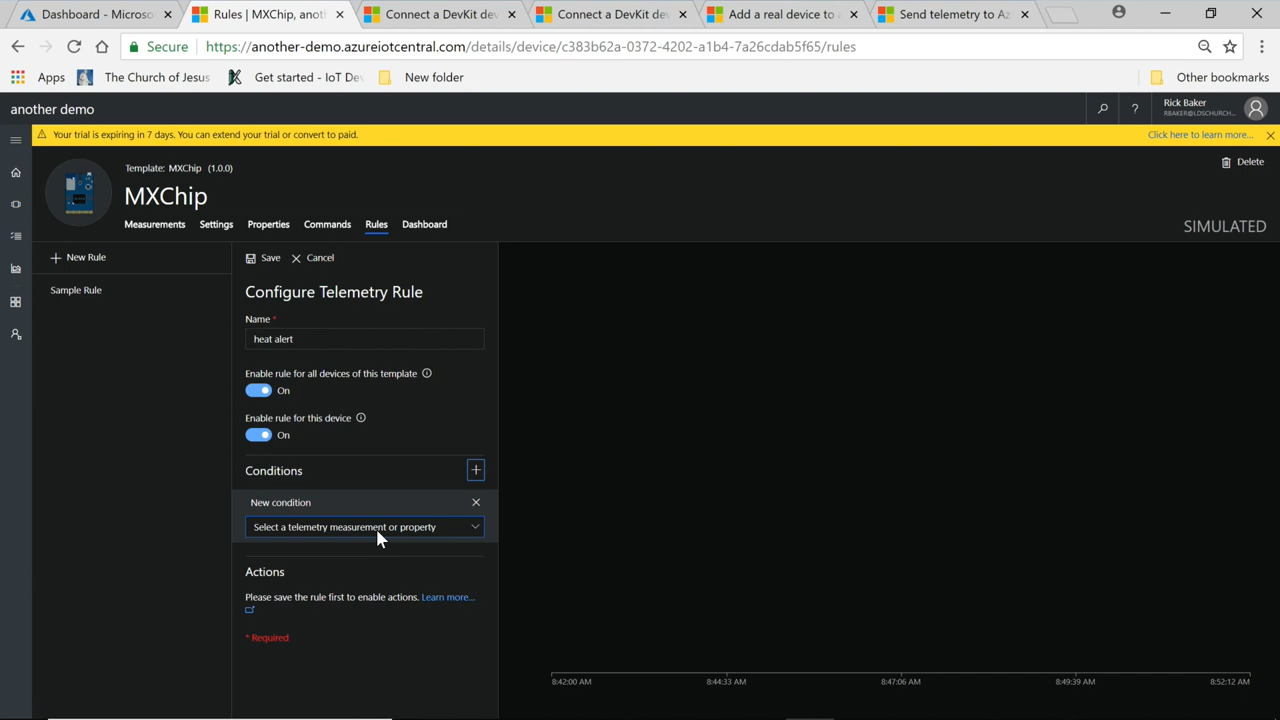 Dashboard - Microso
Rules | MXChip, anot
Connect a DevKit dev
Connect a DevKit dev
Add a real device to a
Send telemetry to Az
Secure
https://another-demo.azureiotcentral.com/details/device/c383b62a-0372-4202-a1b4-7a26cdab5f65/rules
Apps
The Church of Jesus
Get started - IoT Dev
New folder
Other bookmarks
another demo
?
Rick Baker
RBAKER@LDSCHURCH...
Your trial is expiring in 7 days. You can extend your trial or convert to paid.
Click here to learn more...
Template: MXChip (1.0.0)
Delete
MXChip
Measurements
Settings
Properties
Commands
Rules
Dashboard
SIMULATED
New Rule
Save
Cancel
Sample Rule
Configure Telemetry Rule
Name *
heat alert
Enable rule for all devices of this template
On
Enable rule for this device
On
Conditions
New condition
Select a telemetry measurement or property
Actions
Please save the rule first to enable actions. Learn more...
* Required
8:42:00 AM
8:44:33 AM
8:47:06 AM
8:49:39 AM
8:52:12 AM